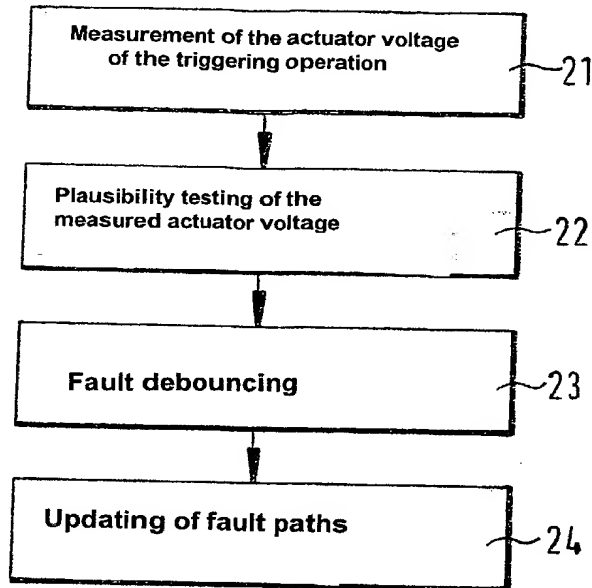 Measurement of the actuator voltage
of the triggering operation
21
Plausibility testing of the
measured actuator voltage
22
Fault debouncing
23
Updating of fault paths
24